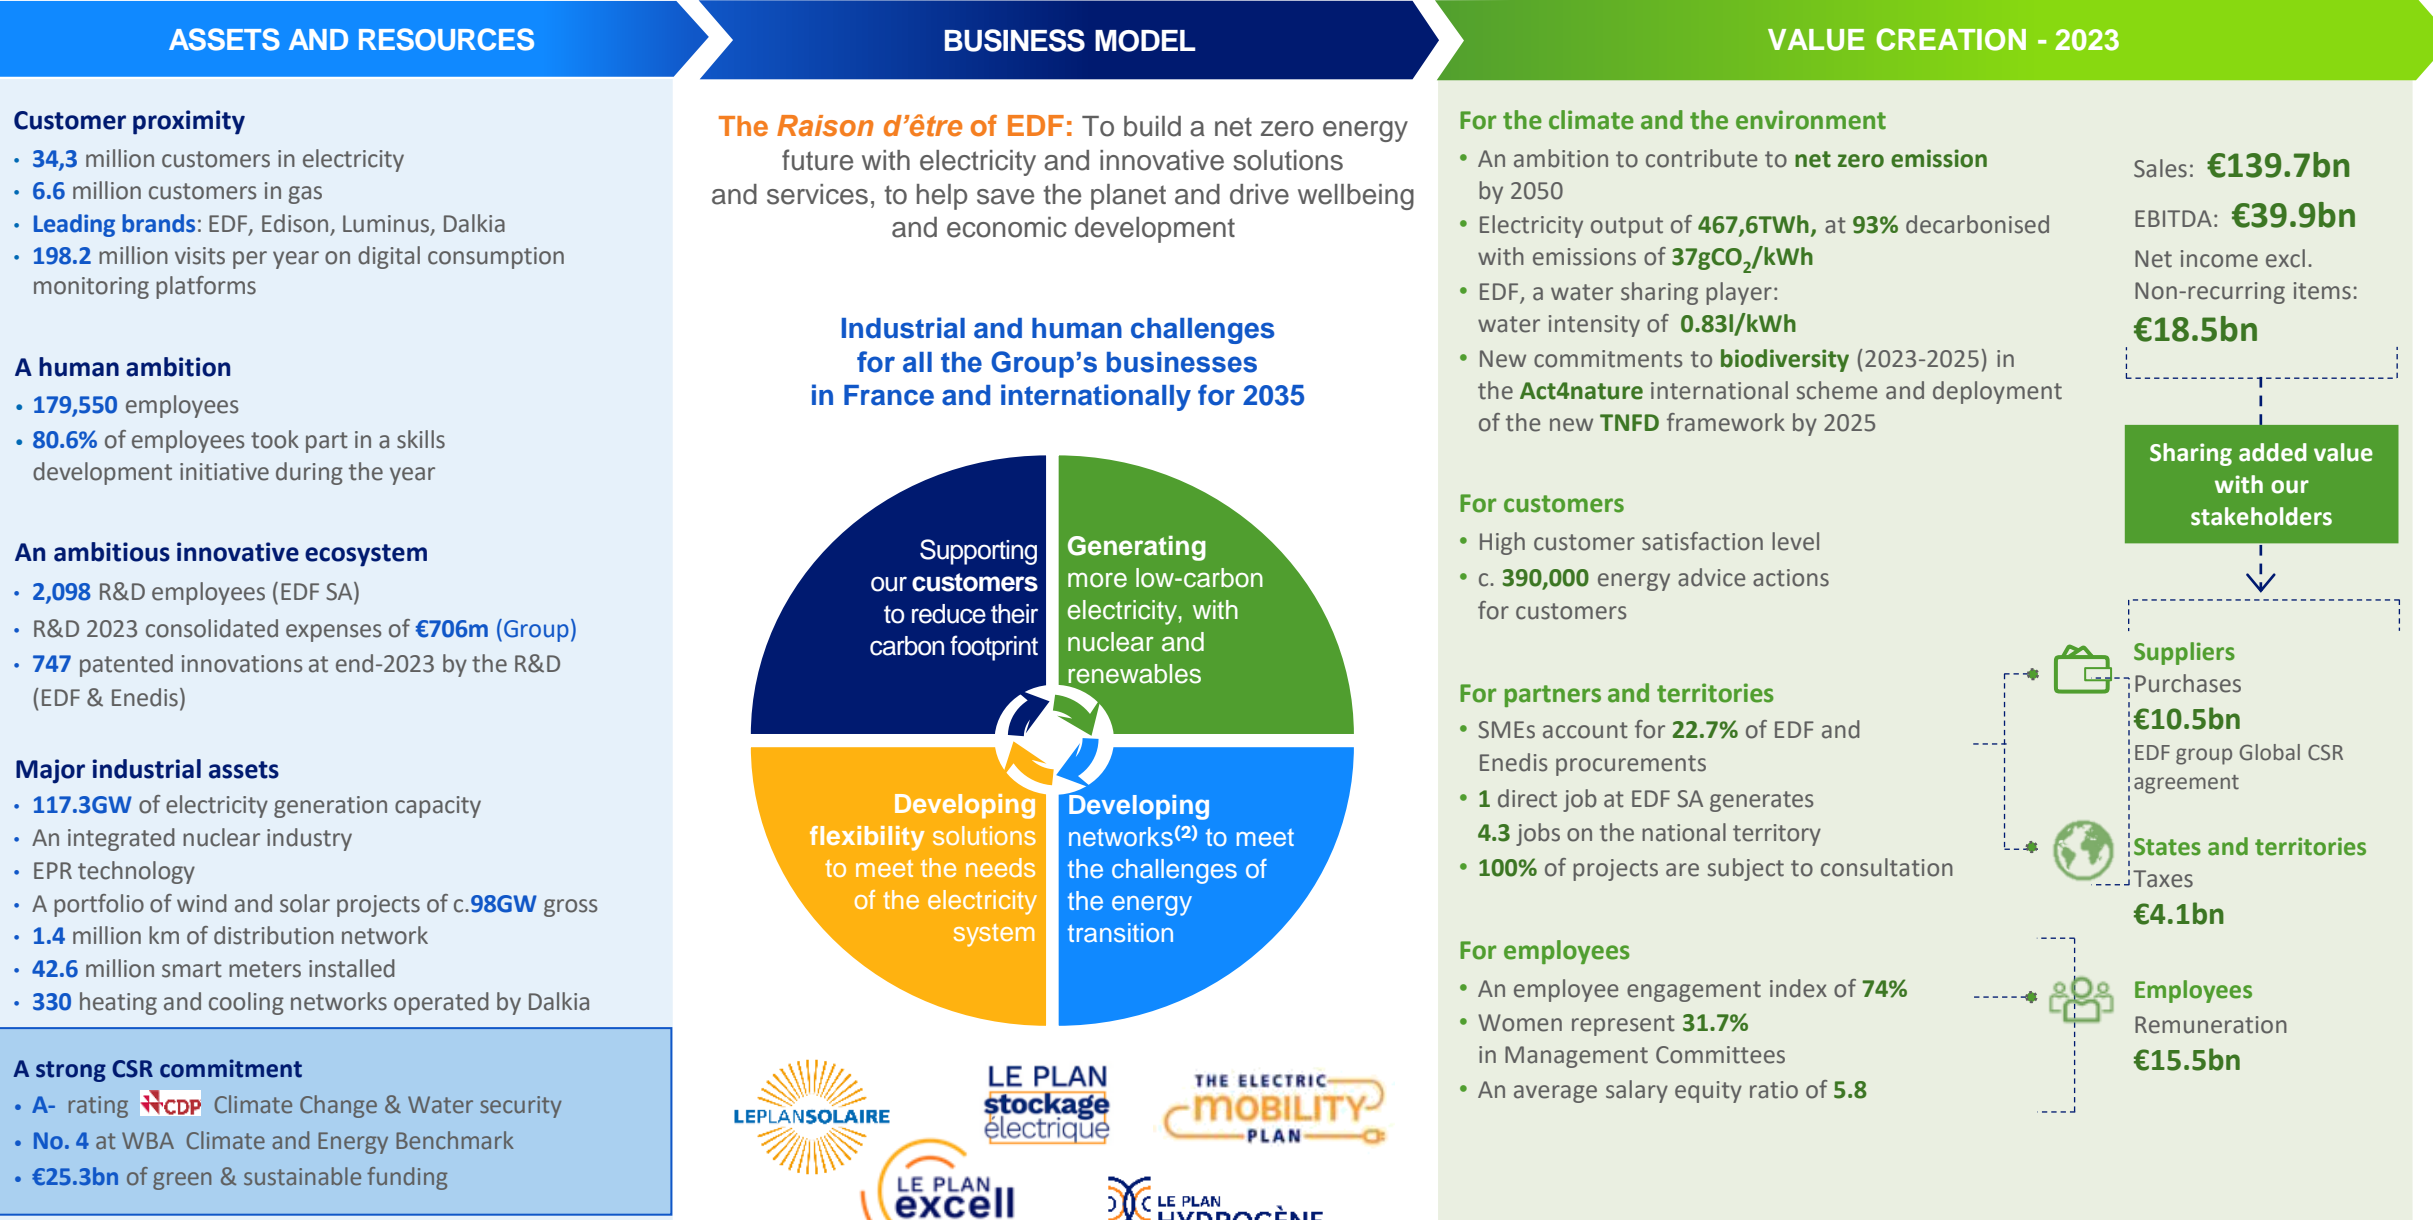 ASSETS AND RESOURCES
Customer proximity
• 34,3 million customers in electricity
• 6.6 million customers in gas
• Leading brands: EDF, Edison, Luminus, Dalkia
• 198.2 million visits per year on digital consumption
monitoring platforms
A human ambition
• 179,550 employees
• 80.6% of employees took part in a skills
development initiative during the year
An ambitious innovative ecosystem
• 2,098 R&D employees (EDF SA)
• R&D 2023 consolidated expenses of €706m (Group)
• 747 patented innovations at end-2023 by the R&D
(EDF & Enedis)
Major industrial assets
• 117.3GW of electricity generation capacity
• An integrated nuclear industry
• EPR technology
• A portfolio of wind and solar projects of c.98GW gross
• 1.4 million km of distribution network
• 42.6 million smart meters installed
• 330 heating and cooling networks operated by Dalkia
A strong CSR commitment
• A- rating CDP Climate Change & Water security
• No. 4 at WBA Climate and Energy Benchmark
• €25.3bn of green & sustainable funding
BUSINESS MODEL
The Raison d’être of EDF: To build a net zero energy
future with electricity and innovative solutions
and services, to help save the planet and drive wellbeing
and economic development
Industrial and human challenges
for all the Group’s businesses
in France and internationally for 2035
Supporting
our customers
to reduce their
carbon footprint
Generating
more low-carbon
electricity, with
nuclear and
renewables
Developing
flexibility solutions
to meet the needs
of the electricity
system
Developing
networks(2) to meet
the challenges of
the energy
transition
LEPLANSOLAIRE
LE PLAN
stockage
électrique
THE ELECTRIC
MOBILITY
PLAN
LE PLAN
excell
LE PLAN
HYDROGÈNE
VALUE CREATION - 2023
For the climate and the environment
• An ambition to contribute to net zero emission
by 2050
• Electricity output of 467,6TWh, at 93% decarbonised
with emissions of 37gCO2/kWh
• EDF, a water sharing player:
water intensity of 0.83l/kWh
• New commitments to biodiversity (2023-2025) in
the Act4nature international scheme and deployment
of the new TNFD framework by 2025
For customers
• High customer satisfaction level
• c. 390,000 energy advice actions
for customers
For partners and territories
• SMEs account for 22.7% of EDF and
Enedis procurements
• 1 direct job at EDF SA generates
4.3 jobs on the national territory
• 100% of projects are subject to consultation
For employees
• An employee engagement index of 74%
• Women represent 31.7%
in Management Committees
• An average salary equity ratio of 5.8
Sales: €139.7bn
EBITDA: €39.9bn
Net income excl.
Non-recurring items:
€18.5bn
Sharing added value
with our
stakeholders
Suppliers
Purchases
€10.5bn
EDF group Global CSR
agreement
States and territories
Taxes
€4.1bn
Employees
Remuneration
€15.5bn